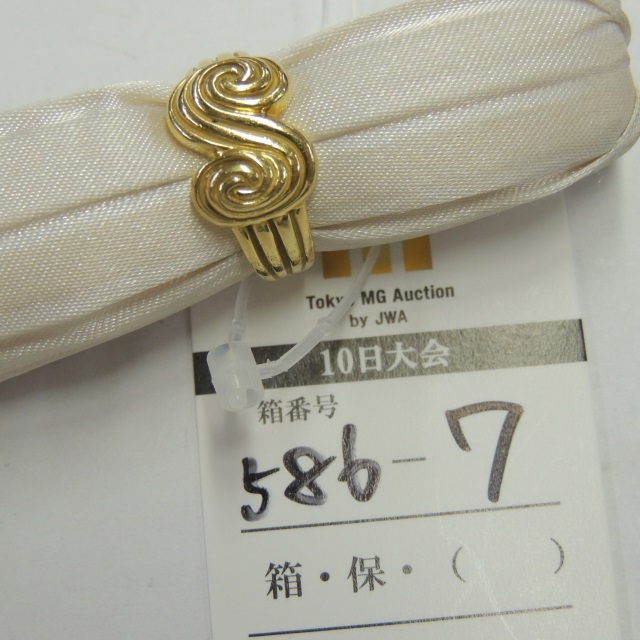 Tokyo MG Auction
by JWA
10日大会
箱番号
586-7
箱・保・（　　）